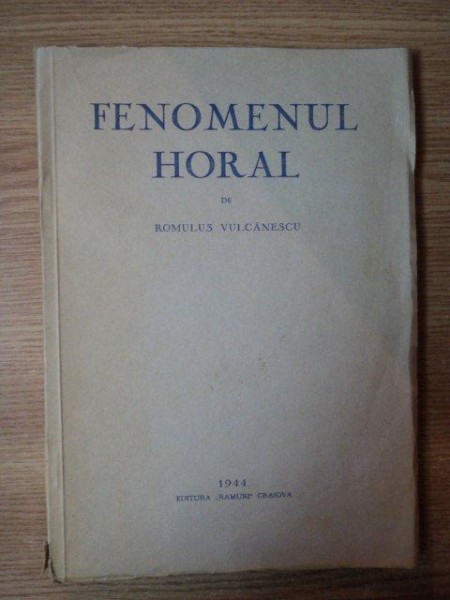 FENOMENUL
HORAL
DE
ROMULUS VULCĂNESCU
1944
EDITURA „RAMURI” CRAIOVA